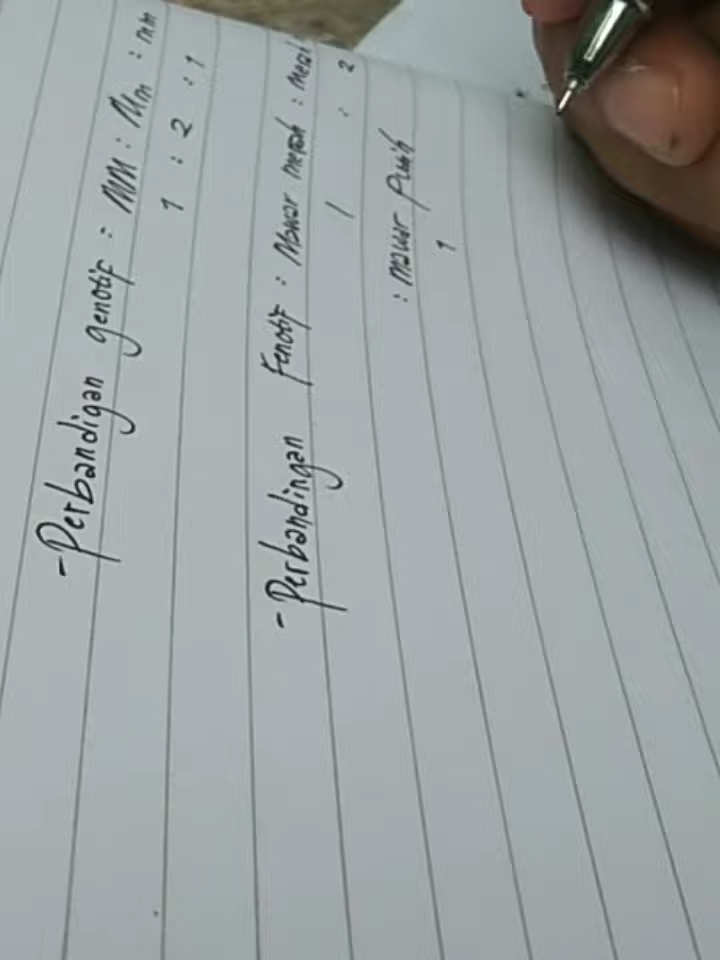 -Perbandigan genotif : MM : Mm : mm
1 : 2 : 1
-Perbandingan Fenotif : Mawar merah :
1 : 2
: mawar Putih
1